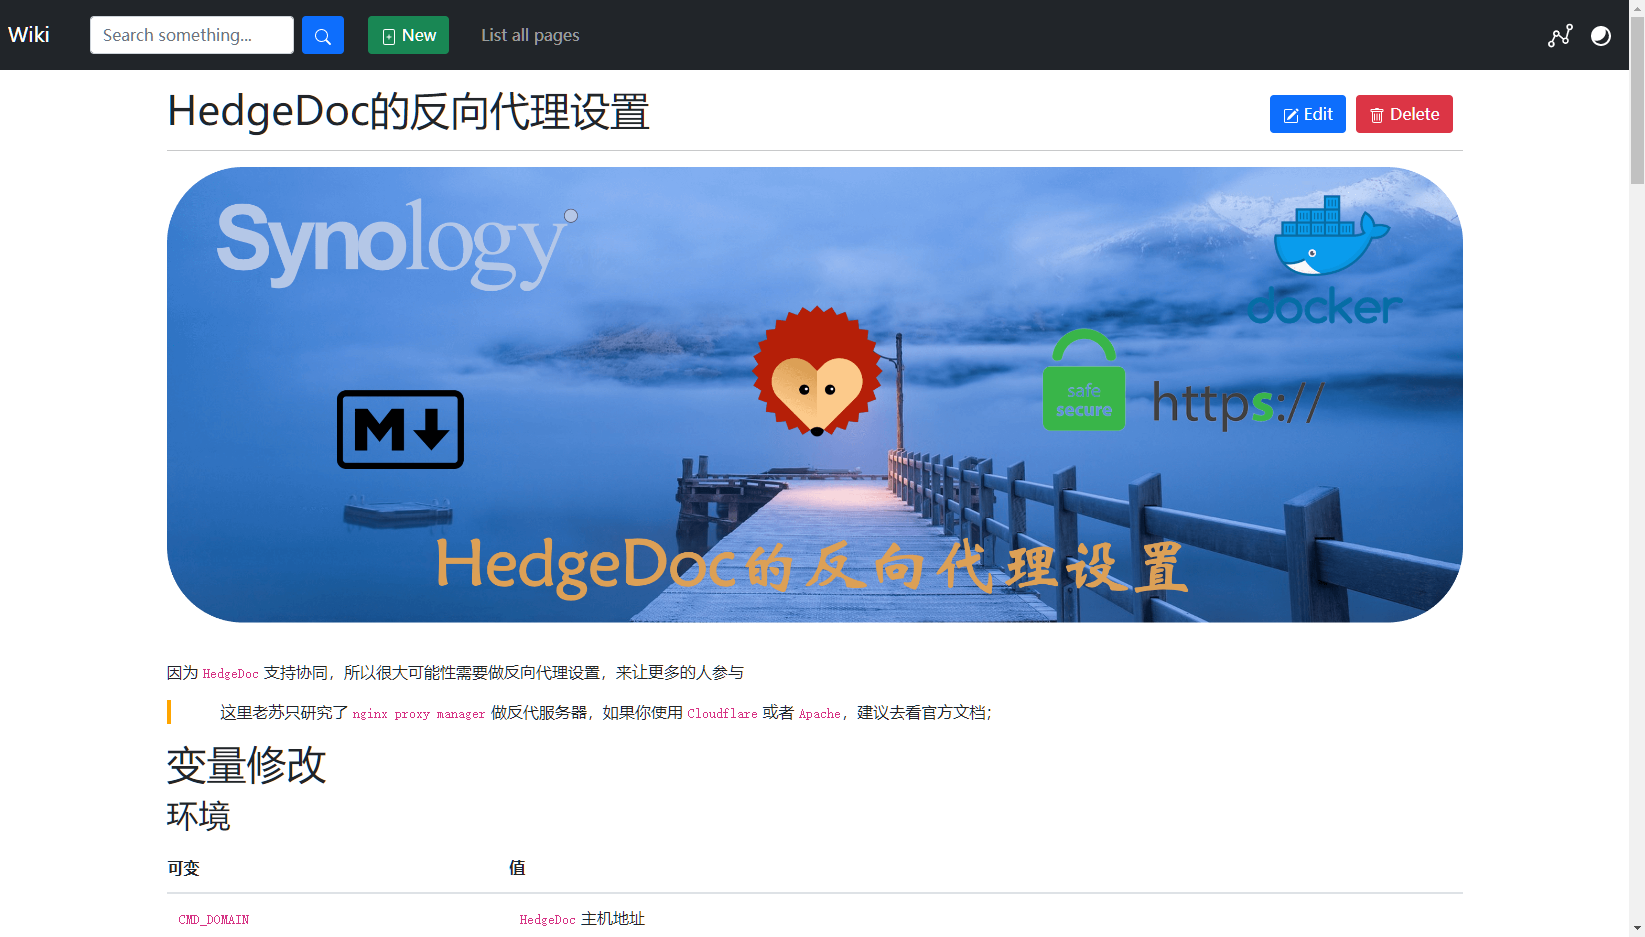 Wiki
Search something...
New
List all pages
HedgeDoc的反向代理设置
Edit
Delete
Synology
docker
safe
secure
https://
M
HedgeDoc的反向代理设置
因为 HedgeDoc 支持协同，所以很大可能性需要做反向代理设置，来让更多的人参与
这里老苏只研究了 nginx proxy manager 做反代服务器，如果你使用 Cloudflare 或者 Apache，建议去看官方文档；
变量修改
环境
可变 值
CMD_DOMAIN HedgeDoc 主机地址